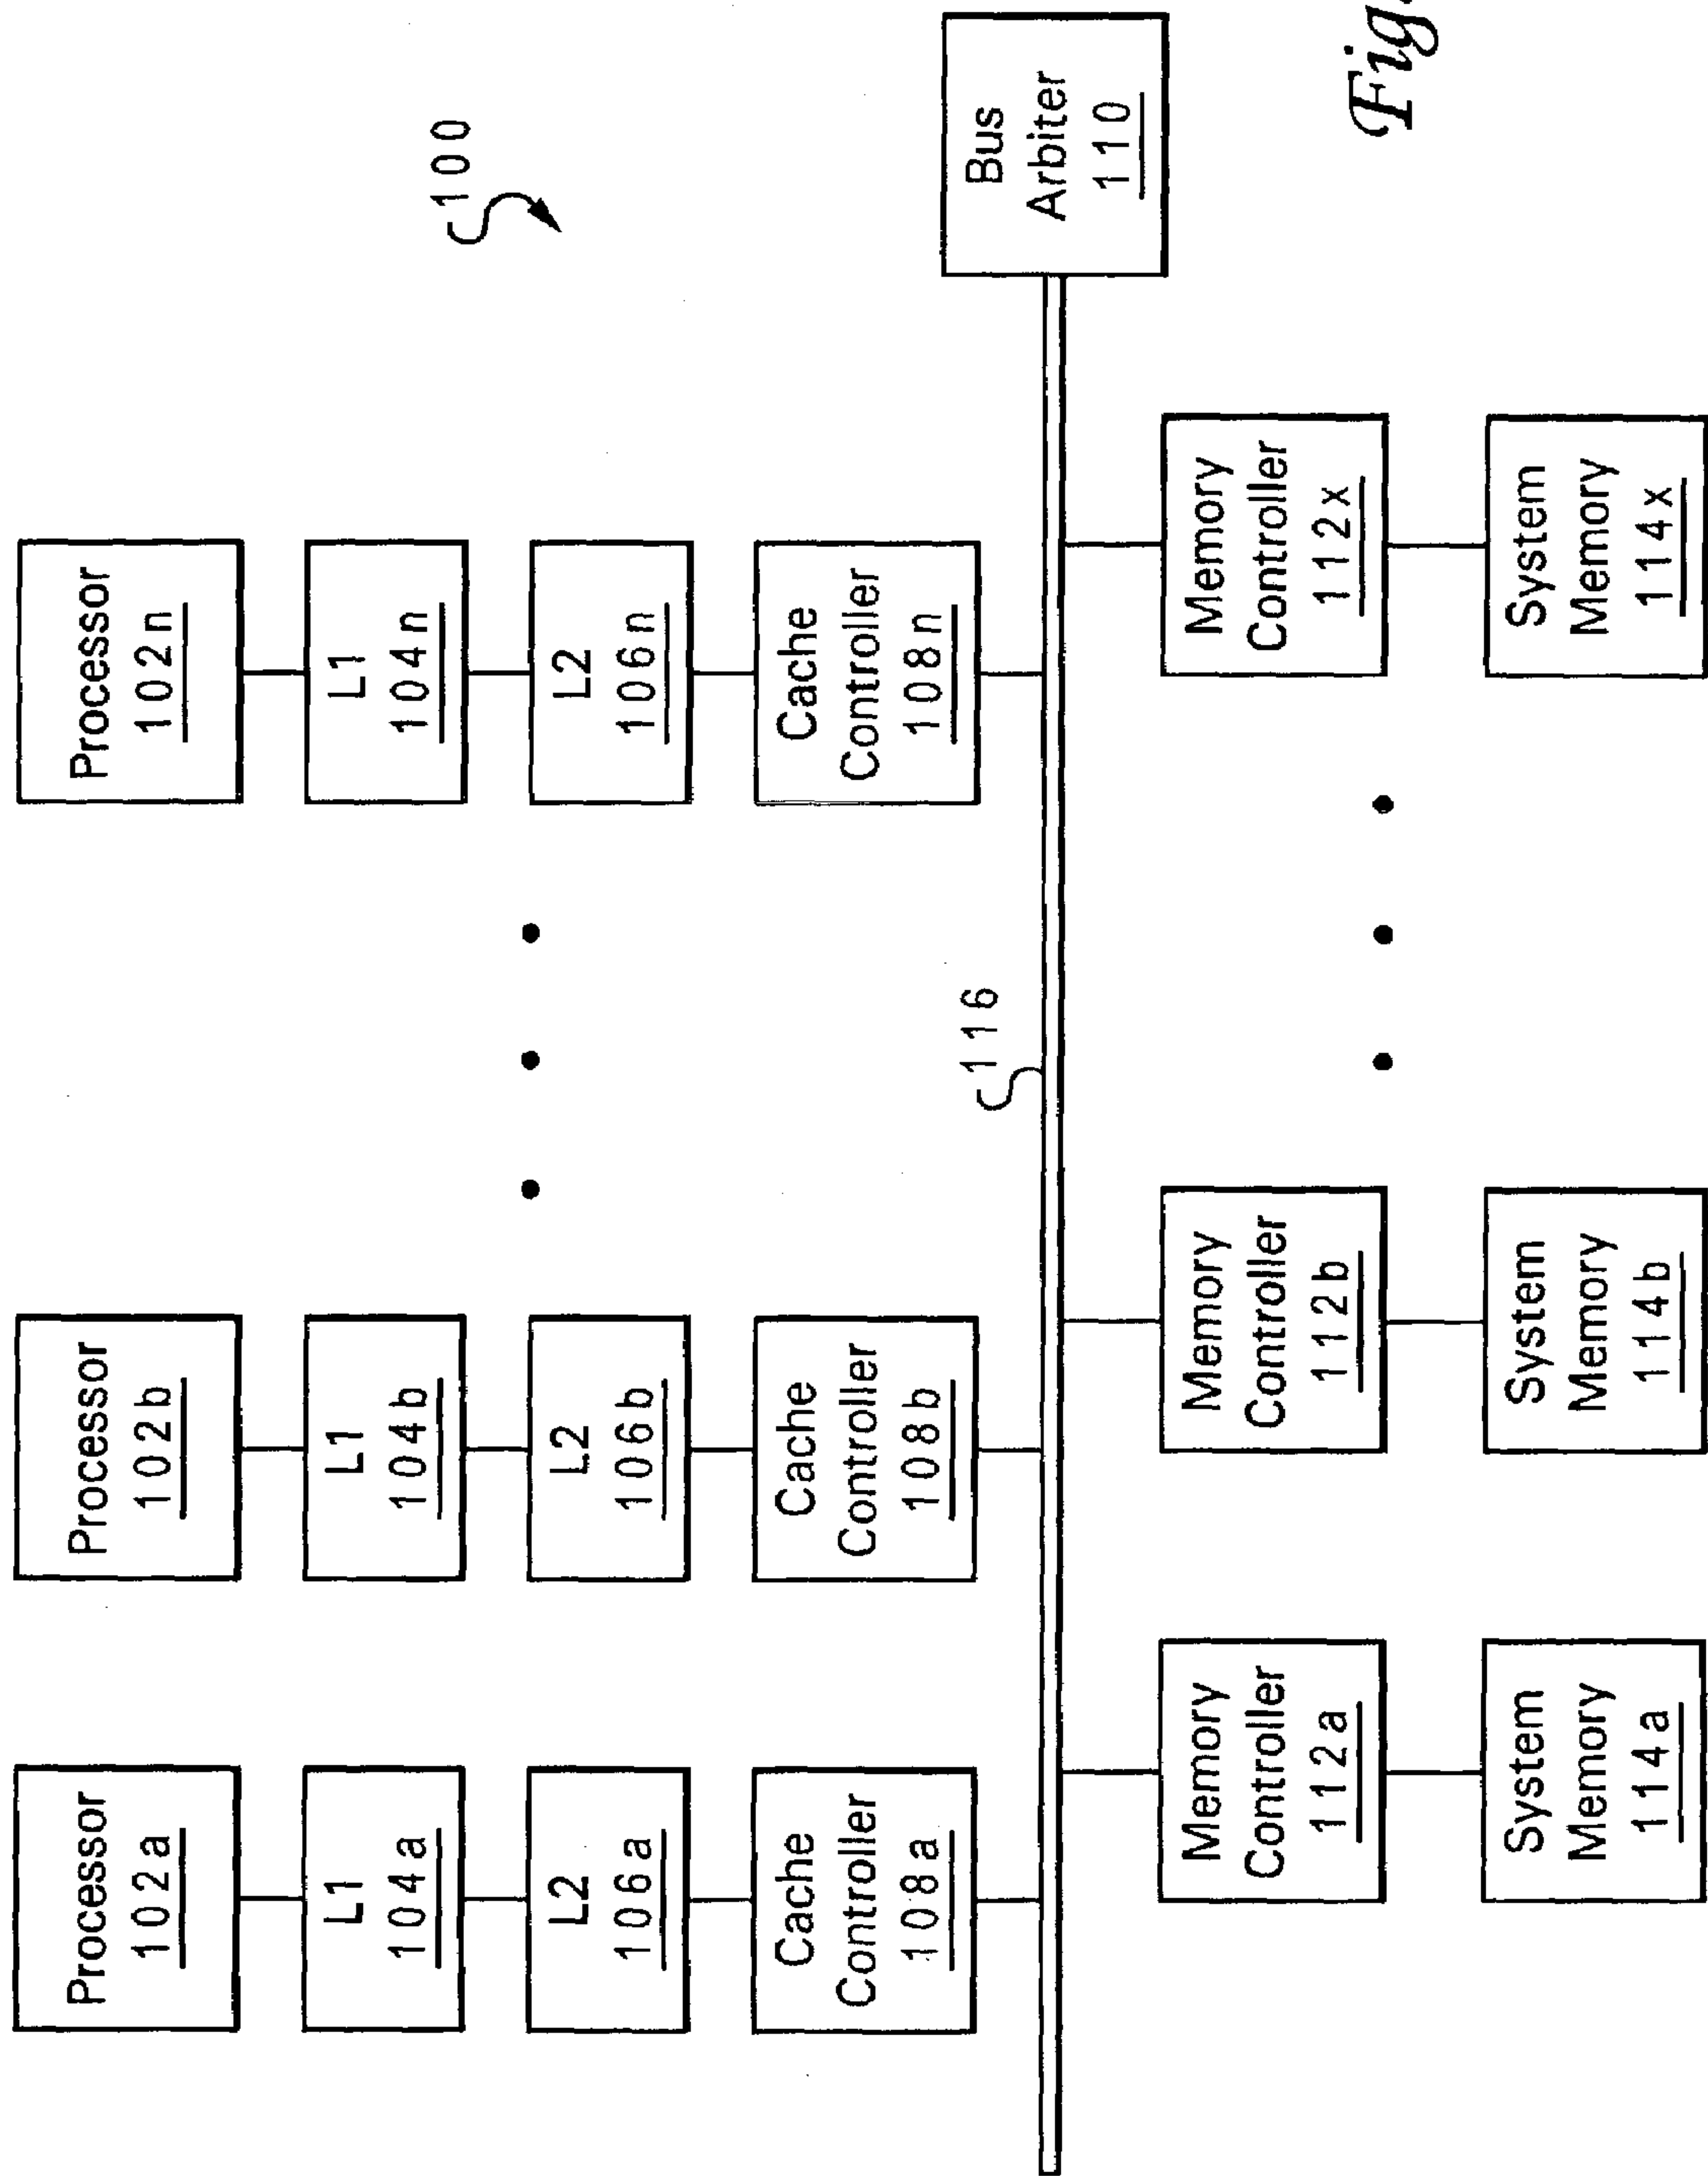 100
Processor
102a
Processor
102b
Processor
102n
L1
104a
L1
104b
L1
104n
L2
106a
L2
106b
L2
106n
Cache
Controller
108a
Cache
Controller
108b
Cache
Controller
108n
116
Bus
Arbiter
110
Memory
Controller
112a
Memory
Controller
112b
Memory
Controller
112x
System
Memory
114a
System
Memory
114b
System
Memory
114x
Fig.